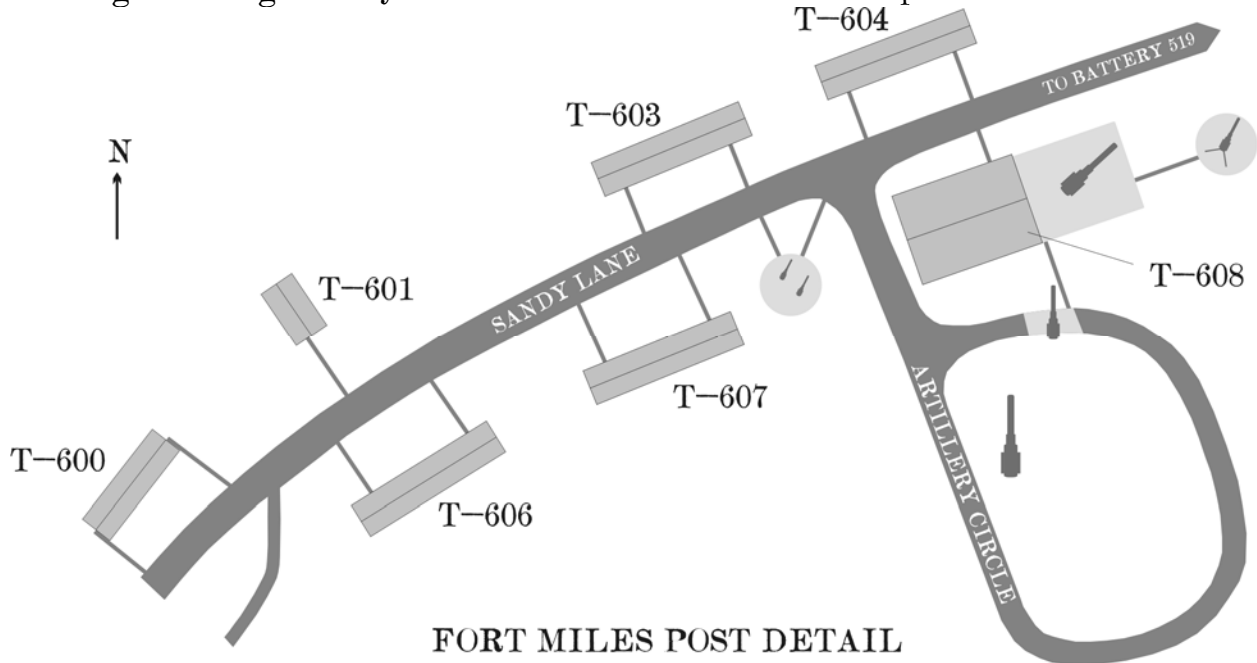 T–604
TO BATTERY 519
T–603
N
T–608
T–601
SANDY LANE
T–607
T–600
T–606
ARTILLERY CIRCLE
FORT MILES POST DETAIL